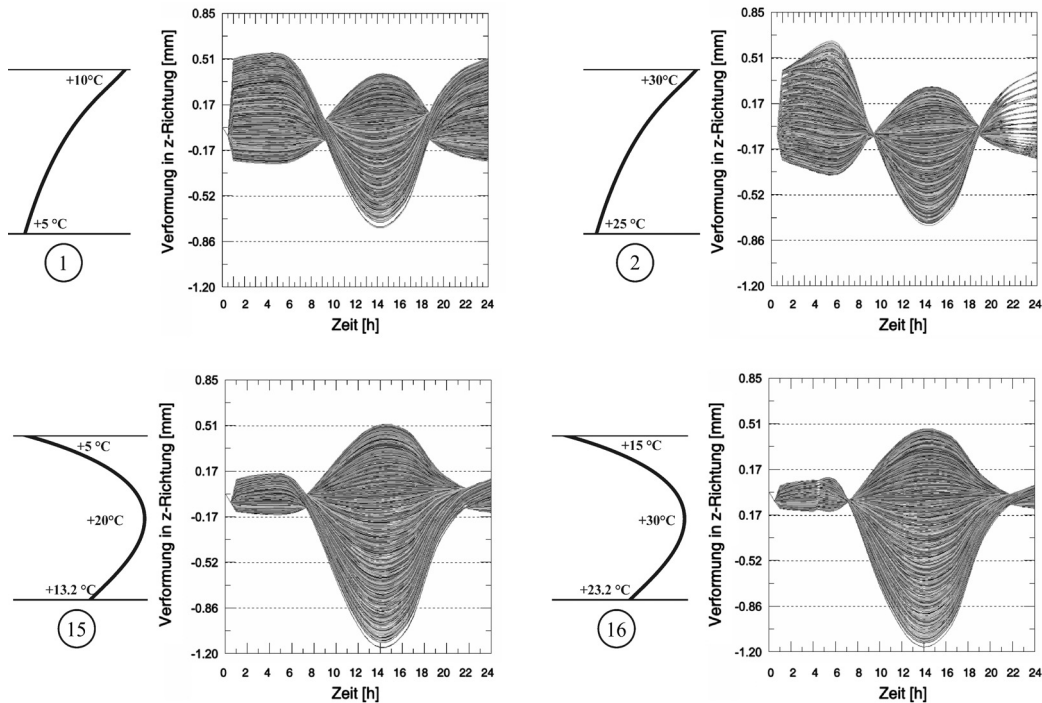 +10°C
+5 °C
1
Verformung in z-Richtung [mm]
0.85
0.51
0.17
-0.17
-0.52
-0.86
-1.20
0 2 4 6 8 10 12 14 16 18 20 22 24
Zeit [h]
+30°C
+25 °C
2
Verformung in z-Richtung [mm]
0.85
0.51
0.17
-0.17
-0.52
-0.86
-1.20
0 2 4 6 8 10 12 14 16 18 20 22 24
Zeit [h]
+5 °C
+20°C
+13.2 °C
15
Verformung in z-Richtung [mm]
0.85
0.51
0.17
-0.17
-0.52
-0.86
-1.20
0 2 4 6 8 10 12 14 16 18 20 22 24
Zeit [h]
+15 °C
+30°C
+23.2 °C
16
Verformung in z-Richtung [mm]
0.85
0.51
0.17
-0.17
-0.52
-0.86
-1.20
0 2 4 6 8 10 12 14 16 18 20 22 24
Zeit [h]